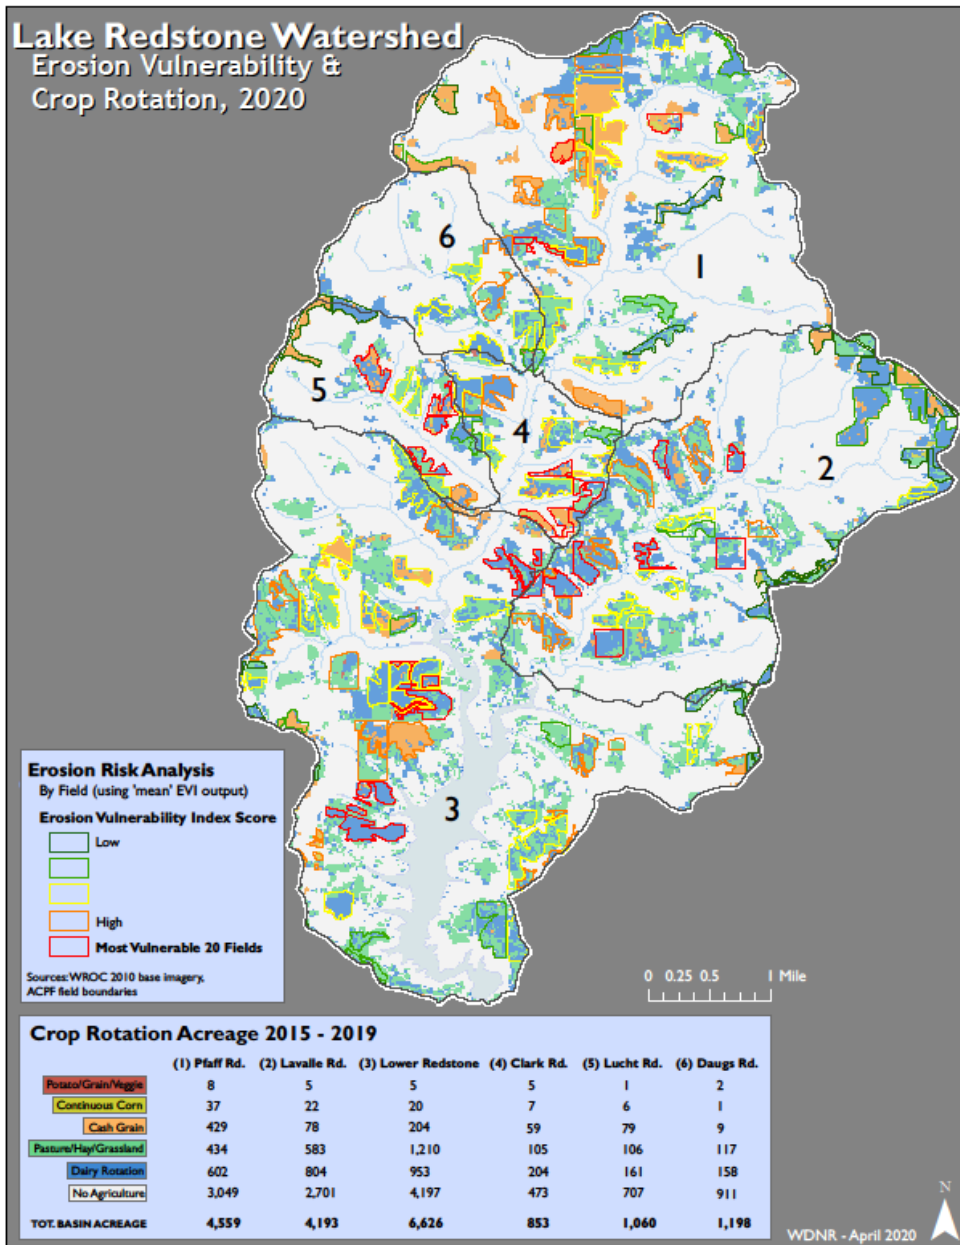 Lake Redstone Watershed
Erosion Vulnerability &
Crop Rotation, 2020
6
1
5
4
2
3
Erosion Risk Analysis
By Field (using 'mean' EVI output)
Erosion Vulnerability Index Score
Low
High
Most Vulnerable 20 Fields
Sources: WROC 2010 base imagery,
ACPF field boundaries
0 0.25 0.5 1 Mile
Crop Rotation Acreage 2015 - 2019
(1) Pfaff Rd. (2) Lavalle Rd. (3) Lower Redstone (4) Clark Rd. (5) Lucht Rd. (6) Daugs Rd.
Potato/Grain/Veggie 8 5 5 5 1 2
Continuous Corn 37 22 20 7 6 1
Cash Grain 429 78 204 59 79 9
Pasture/Hay/Grassland 434 583 1,210 105 106 117
Dairy Rotation 602 804 953 204 161 158
No Agriculture 3,049 2,701 4,197 473 707 911
TOT. BASIN ACREAGE 4,559 4,193 6,626 853 1,060 1,198
N
WDNR - April 2020